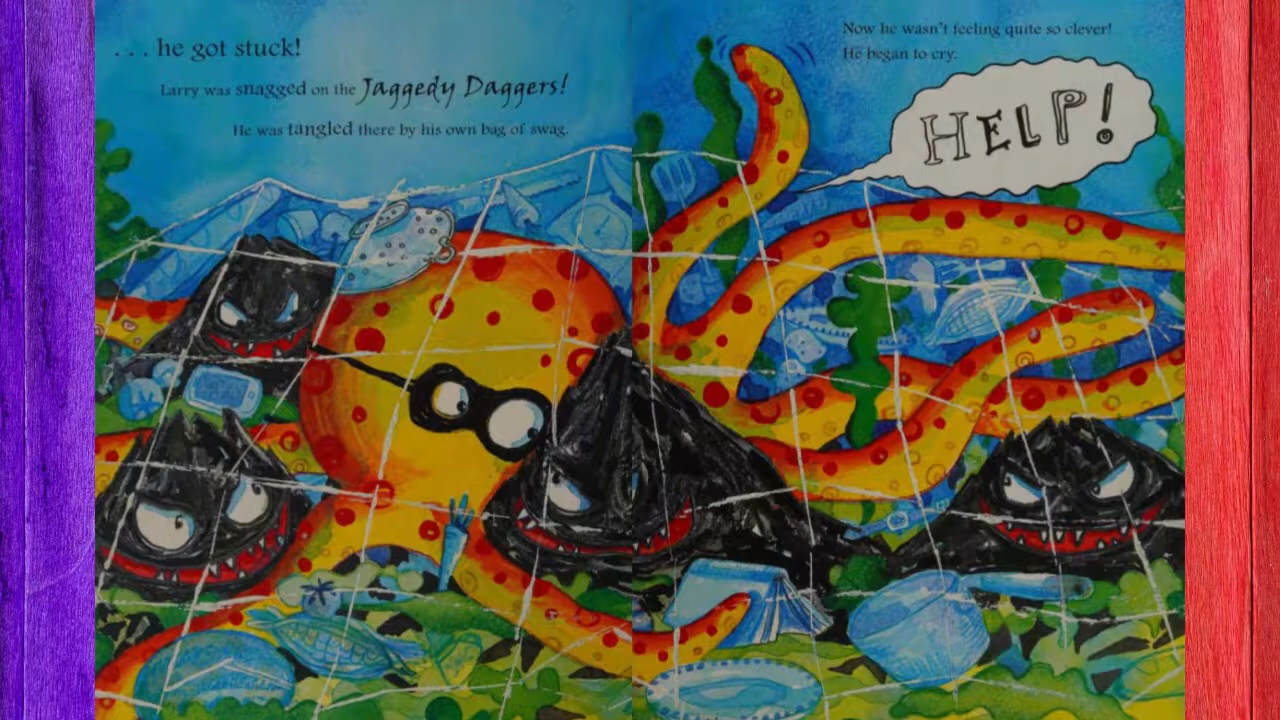 . . . he got stuck!
Larry was snagged on the Jaggedy Daggers!
He was tangled there by his own bag of swag.
Now he wasn't feeling quite so clever!
He began to cry.
HELP!